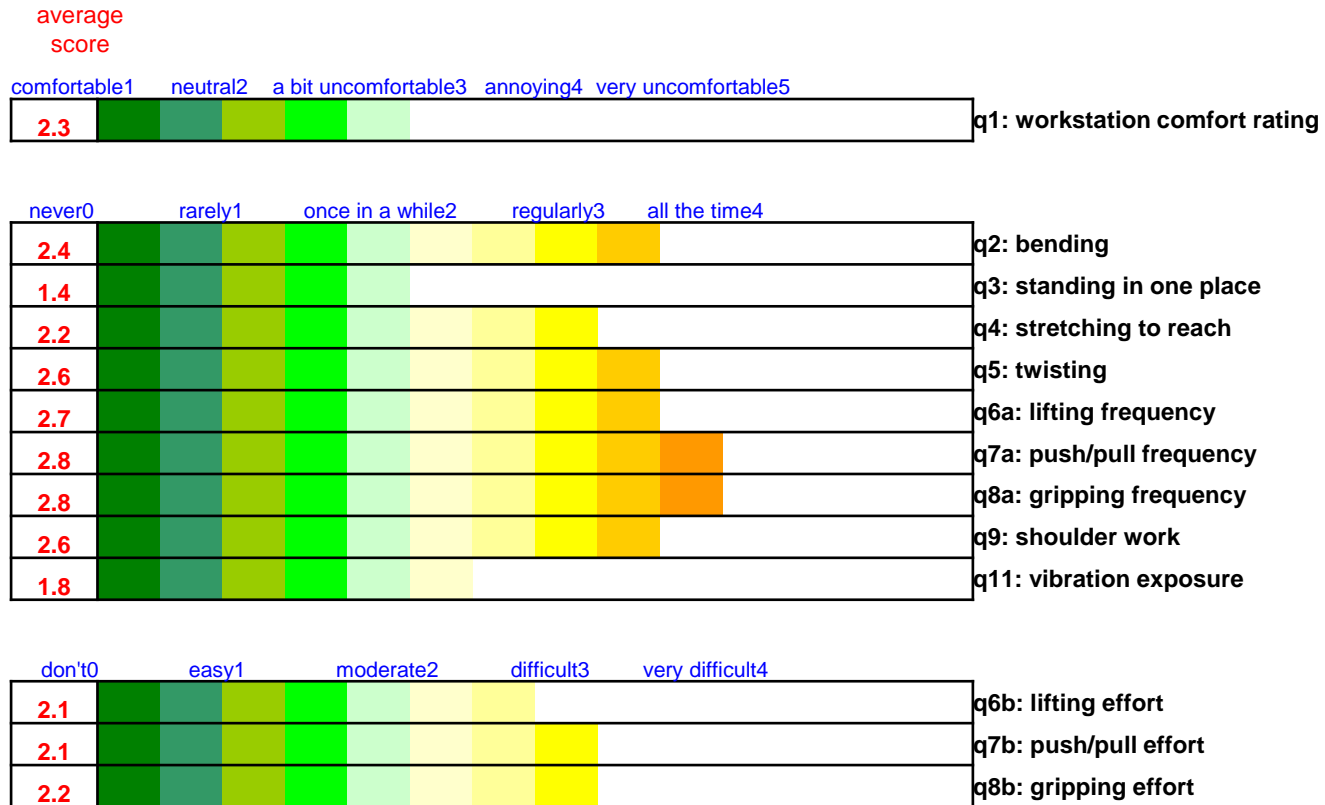 average
score
comfortable1 neutral2 a bit uncomfortable3 annoying4 very uncomfortable5
2.3 q1: workstation comfort rating
never0 rarely1 once in a while2 regularly3 all the time4
2.4 q2: bending
1.4 q3: standing in one place
2.2 q4: stretching to reach
2.6 q5: twisting
2.7 q6a: lifting frequency
2.8 q7a: push/pull frequency
2.8 q8a: gripping frequency
2.6 q9: shoulder work
1.8 q11: vibration exposure
don't0 easy1 moderate2 difficult3 very difficult4
2.1 q6b: lifting effort
2.1 q7b: push/pull effort
2.2 q8b: gripping effort